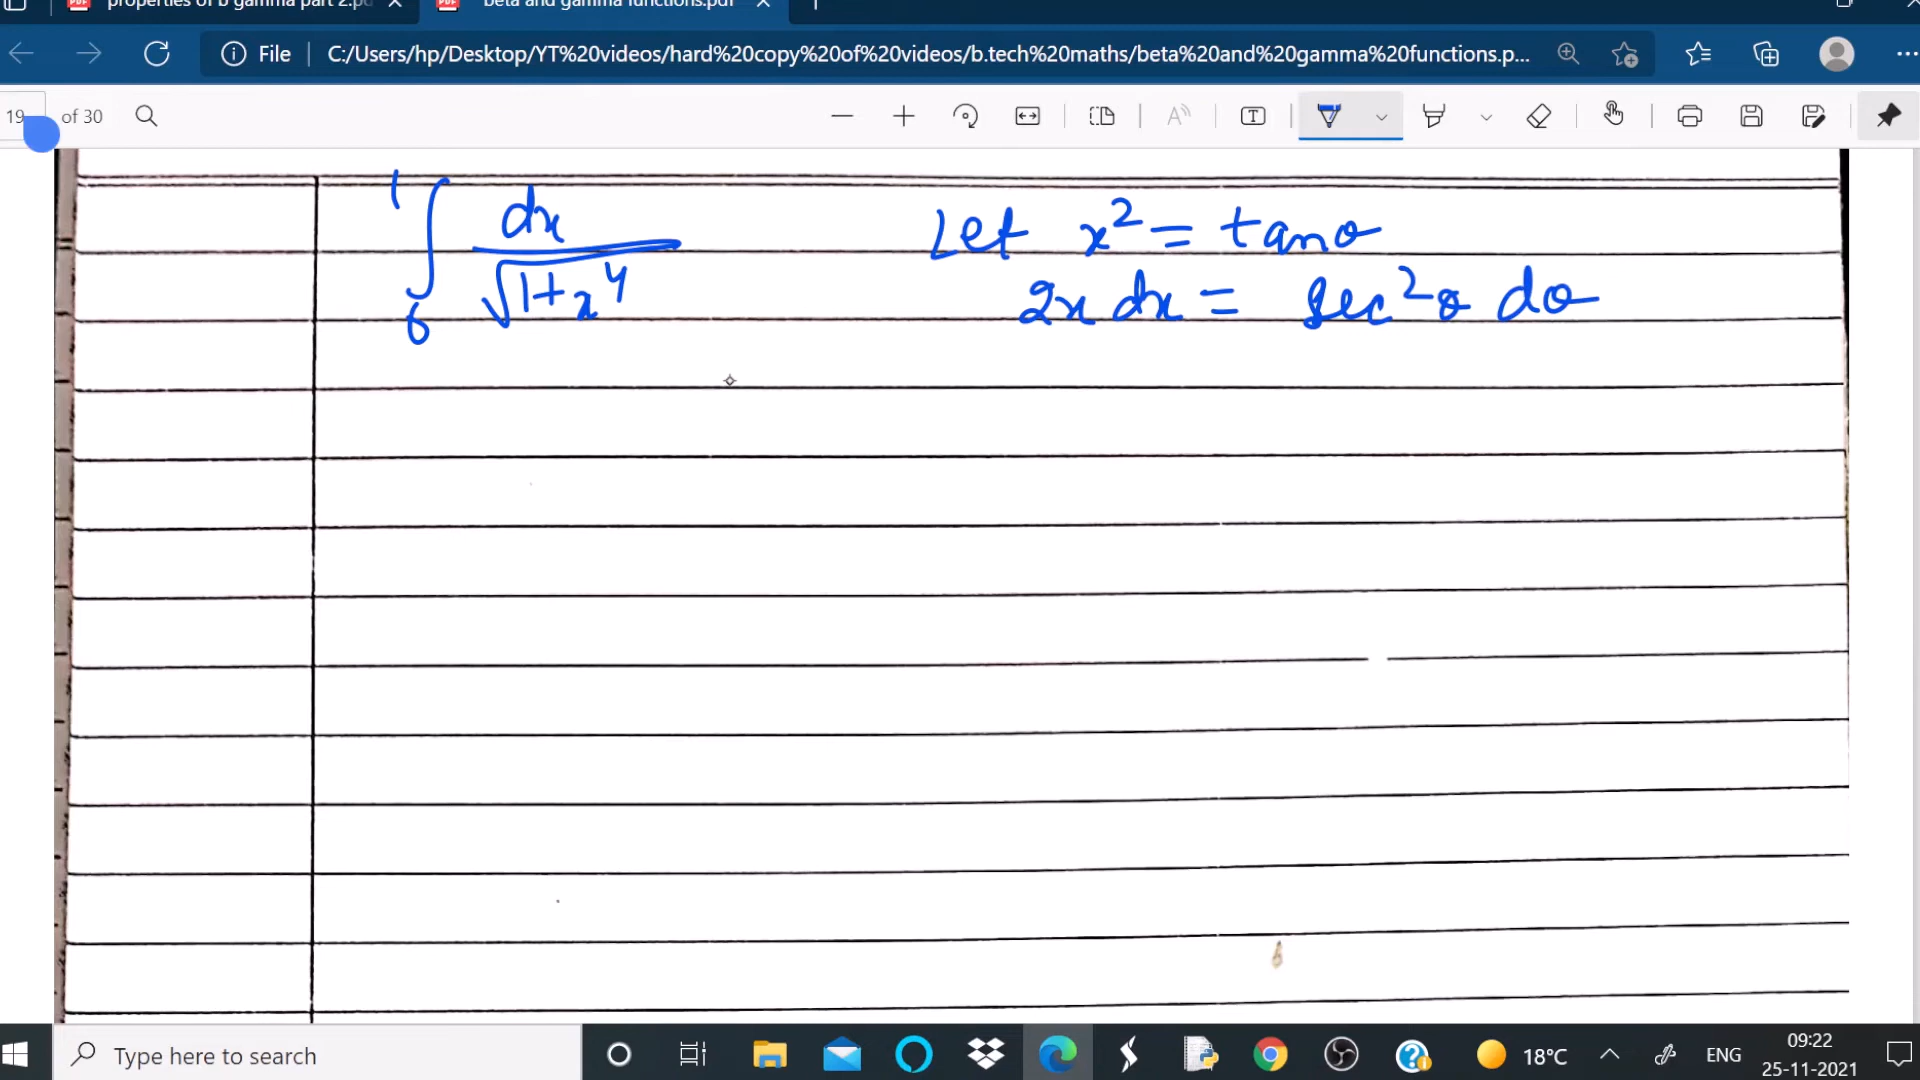 properties of b gamma part 2.pd
beta and gamma functions.pdf
File
C:/Users/hp/Desktop/YT%20videos/hard%20copy%20of%20videos/b.tech%20maths/beta%20and%20gamma%20functions.p...
19 of 30
∫₀¹ dx/√(1+x⁴)
Let x² = tanθ
2x dx = sec²θ dθ
Type here to search
18°C
ENG
09:22
25-11-2021